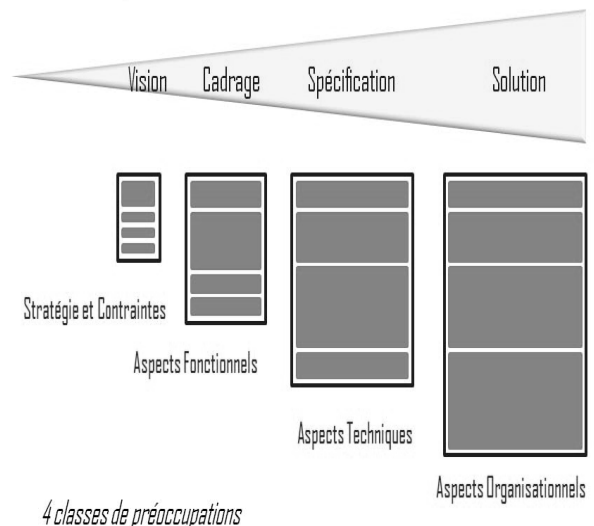 Vision Cadrage Spécification Solution
Stratégie et Contraintes
Aspects Fonctionnels
Aspects Techniques
Aspects Organisationnels
4 classes de préoccupations